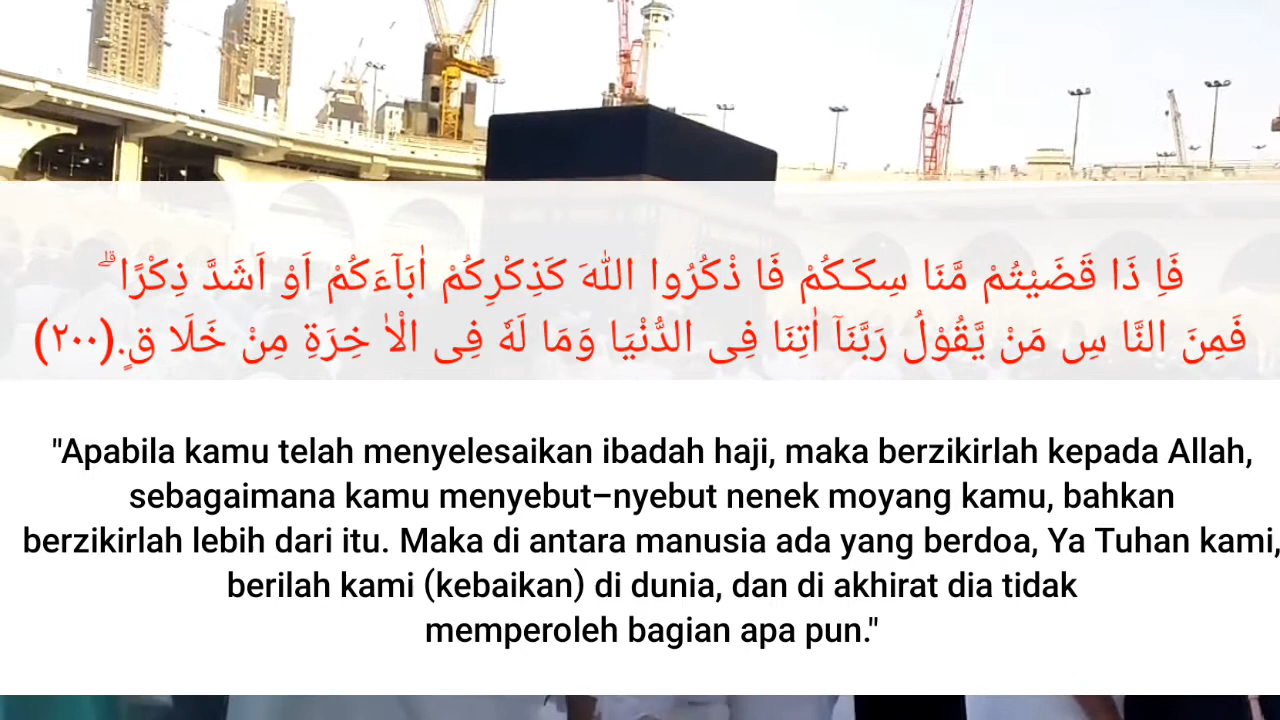 فَاِ ذَا قَضَيْتُمْ مَّنَا سِكَـكُمْ فَا ذْكُرُوا اللّٰهَ كَذِكْرِكُمْ اٰبَآءَكُمْ اَوْ اَشَدَّ ذِكْرًا ۗ
فَمِنَ النَّا سِ مَنْ يَّقُوْلُ رَبَّنَاۤ اٰتِنَا فِى الدُّنْيَا وَمَا لَهٗ فِى الْاٰ خِرَةِ مِنْ خَلَا قٍ.(٢٠٠)
"Apabila kamu telah menyelesaikan ibadah haji, maka berzikirlah kepada Allah,
sebagaimana kamu menyebut–nyebut nenek moyang kamu, bahkan
berzikirlah lebih dari itu. Maka di antara manusia ada yang berdoa, Ya Tuhan kami,
berilah kami (kebaikan) di dunia, dan di akhirat dia tidak
memperoleh bagian apa pun."